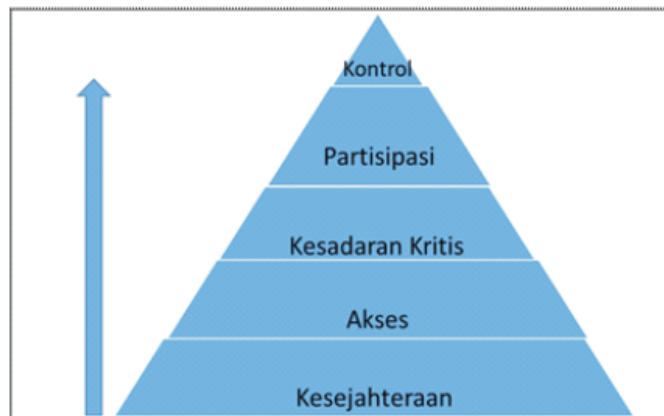 Kontrol
Partisipasi
Kesadaran Kritis
Akses
Kesejahteraan